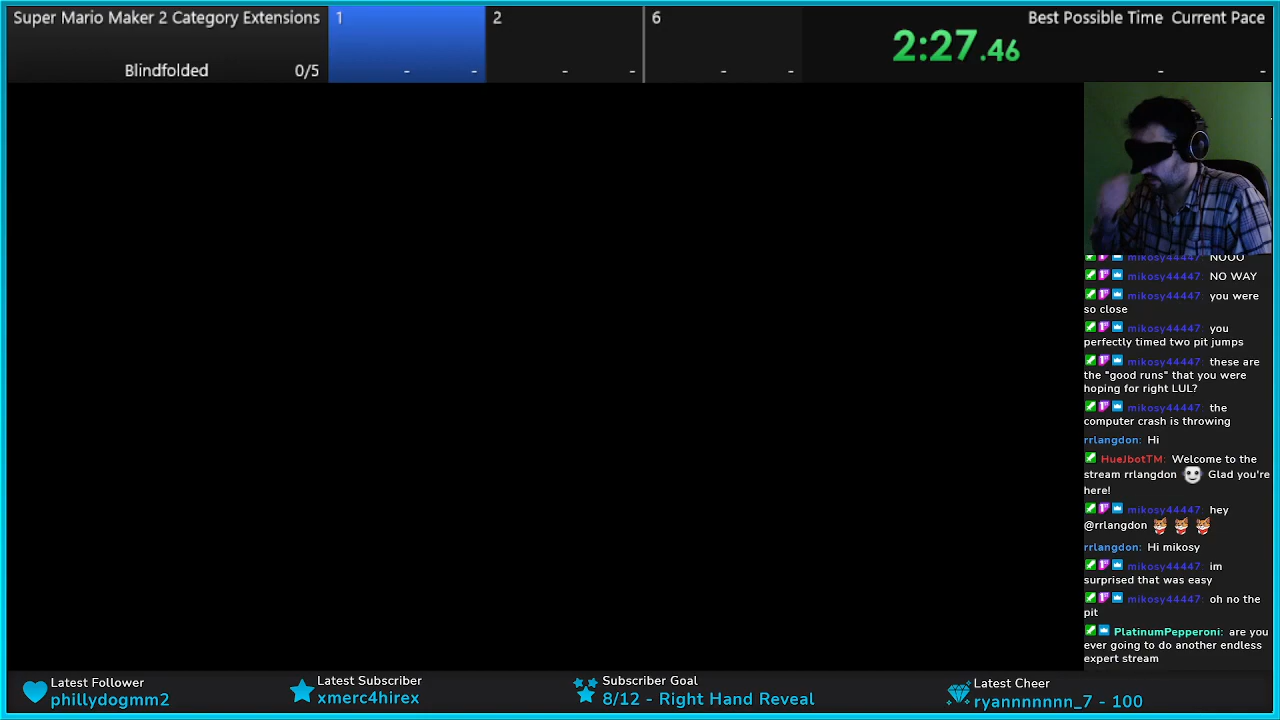 Super Mario Maker 2 Category Extensions
Blindfolded 0/5
1
- -
2
- -
6
- -
2:27.46
Best Possible Time Current Pace
- -
mikosy44447: NOOO
mikosy44447: NO WAY
mikosy44447: you were
so close
mikosy44447: you
perfectly timed two pit jumps
mikosy44447: these are
the "good runs" that you were
hoping for right LUL?
mikosy44447: the
computer crash is throwing
rrlangdon: Hi
HueJbotTM: Welcome to the
stream rrlangdon Glad you're
here!
mikosy44447: hey
@rrlangdon
rrlangdon: Hi mikosy
mikosy44447: im
surprised that was easy
mikosy44447: oh no the
pit
PlatinumPepperoni: are you
ever going to do another endless
expert stream
Latest Follower
phillydogmm2
Latest Subscriber
xmerc4hirex
Subscriber Goal
8/12 - Right Hand Reveal
Latest Cheer
ryannnnnnn_7 - 100